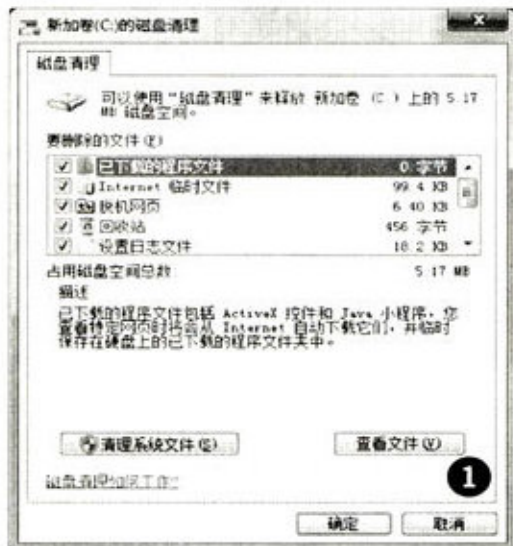 新加卷(C:)的磁盘清理
磁盘清理
可以使用“磁盘清理”来释放 新加卷 (C:) 上的 5.17
MB 磁盘空间。
要删除的文件(F):
已下载的程序文件 0 字节
Internet 临时文件 99.4 KB
脱机网页 6.40 KB
回收站 456 字节
设置日志文件 18.2 KB
占用磁盘空间总数 5.17 MB
描述
已下载的程序文件包括 ActiveX 控件和 Java 小程序，您
查看特定网页时将会从 Internet 自动下载它们，并临时
保存在硬盘上的已下载的程序文件夹中。
清理系统文件(S) 查看文件(V)
磁盘清理如何工作?
1
确定 取消